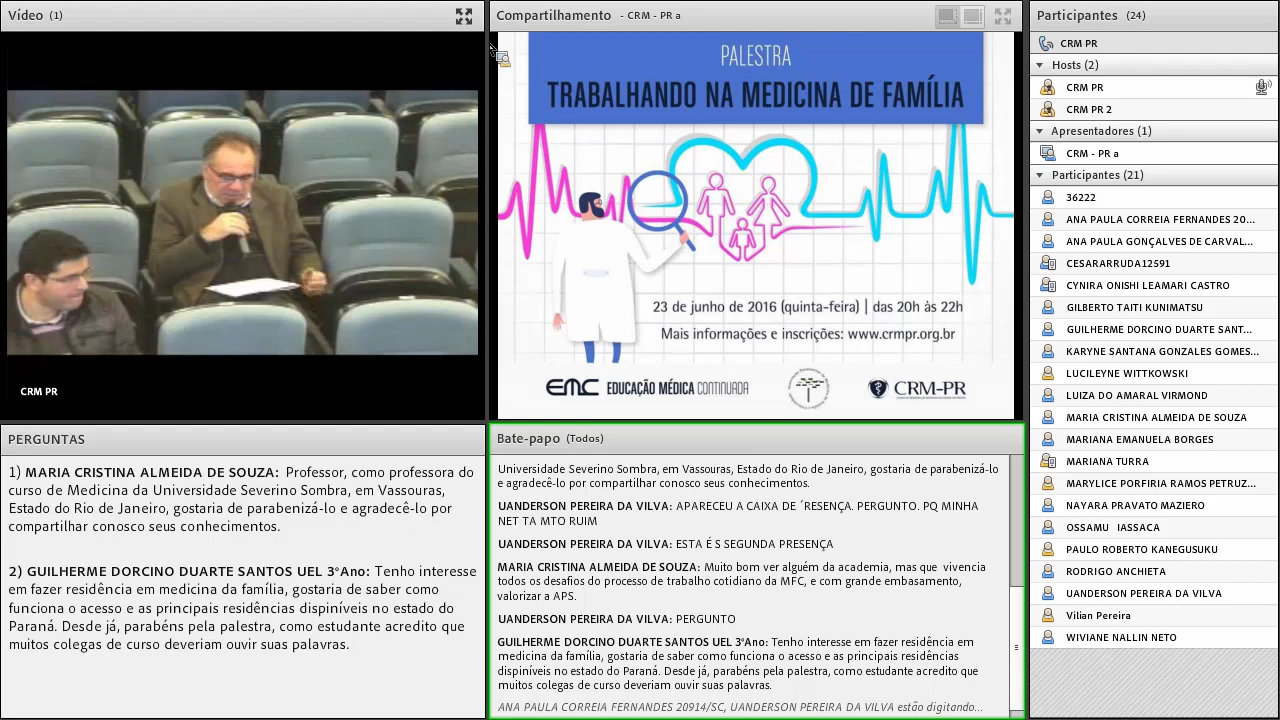 Vídeo (1)
CRM PR
Compartilhamento - CRM - PR a
PALESTRA
TRABALHANDO NA MEDICINA DE FAMÍLIA
23 de junho de 2016 (quinta-feira) | das 20h às 22h
Mais informações e inscrições: www.crmpr.org.br
EMC EDUCAÇÃO MÉDICA CONTINUADA
CRM-PR
PERGUNTAS
1) MARIA CRISTINA ALMEIDA DE SOUZA: Professor, como professora do
curso de Medicina da Universidade Severino Sombra, em Vassouras,
Estado do Rio de Janeiro, gostaria de parabenizá-lo e agradecê-lo por
compartilhar conosco seus conhecimentos.
2) GUILHERME DORCINO DUARTE SANTOS UEL 3°Ano: Tenho interesse
em fazer residência em medicina da família, gostaria de saber como
funciona o acesso e as principais residências dispiníveis no estado do
Paraná. Desde já, parabéns pela palestra, como estudante acredito que
muitos colegas de curso deveriam ouvir suas palavras.
Bate-papo (Todos)
Universidade Severino Sombra, em Vassouras, Estado do Rio de Janeiro, gostaria de parabenizá-lo
e agradecê-lo por compartilhar conosco seus conhecimentos.
UANDERSON PEREIRA DA VILVA: APARECEU A CAIXA DE ´RESENÇA. PERGUNTO. PQ MINHA
NET TA MTO RUIM
UANDERSON PEREIRA DA VILVA: ESTA É S SEGUNDA PRESENÇA
MARIA CRISTINA ALMEIDA DE SOUZA: Muito bom ver alguém da academia, mas que vivencia
todos os desafios do processo de trabalho cotidiano da MFC, e com grande embasamento,
valorizar a APS.
UANDERSON PEREIRA DA VILVA: PERGUNTO
GUILHERME DORCINO DUARTE SANTOS UEL 3°Ano: Tenho interesse em fazer residência em
medicina da família, gostaria de saber como funciona o acesso e as principais residências
dispiníveis no estado do Paraná. Desde já, parabéns pela palestra, como estudante acredito que
muitos colegas de curso deveriam ouvir suas palavras.
ANA PAULA CORREIA FERNANDES 20914/SC, UANDERSON PEREIRA DA VILVA estão digitando...
Participantes (24)
CRM PR
Hosts (2)
CRM PR
CRM PR 2
Apresentadores (1)
CRM - PR a
Participantes (21)
36222
ANA PAULA CORREIA FERNANDES 20...
ANA PAULA GONÇALVES DE CARVAL...
CESARARRUDA12591
CYNIRA ONISHI LEAMARI CASTRO
GILBERTO TAITI KUNIMATSU
GUILHERME DORCINO DUARTE SANT...
KARYNE SANTANA GONZALES GOMES...
LUCILEYNE WITTKOWSKI
LUIZA DO AMARAL VIRMOND
MARIA CRISTINA ALMEIDA DE SOUZA
MARIANA EMANUELA BORGES
MARIANA TURRA
MARYLICE PORFIRIA RAMOS PETRUZ...
NAYARA PRAVATO MAZIERO
OSSAMU IASSACA
PAULO ROBERTO KANEGUSUKU
RODRIGO ANCHIETA
UANDERSON PEREIRA DA VILVA
Vilian Pereira
WIVIANE NALLIN NETO